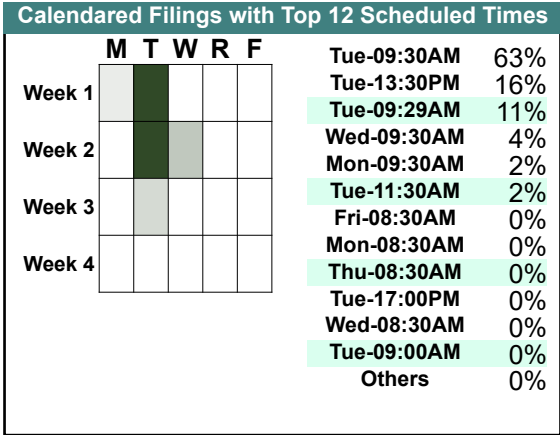 Calendared Filings with Top 12 Scheduled Times
M T W R F
Week 1
Week 2
Week 3
Week 4
Tue-09:30AM 63%
Tue-13:30PM 16%
Tue-09:29AM 11%
Wed-09:30AM 4%
Mon-09:30AM 2%
Tue-11:30AM 2%
Fri-08:30AM 0%
Mon-08:30AM 0%
Thu-08:30AM 0%
Tue-17:00PM 0%
Wed-08:30AM 0%
Tue-09:00AM 0%
Others 0%